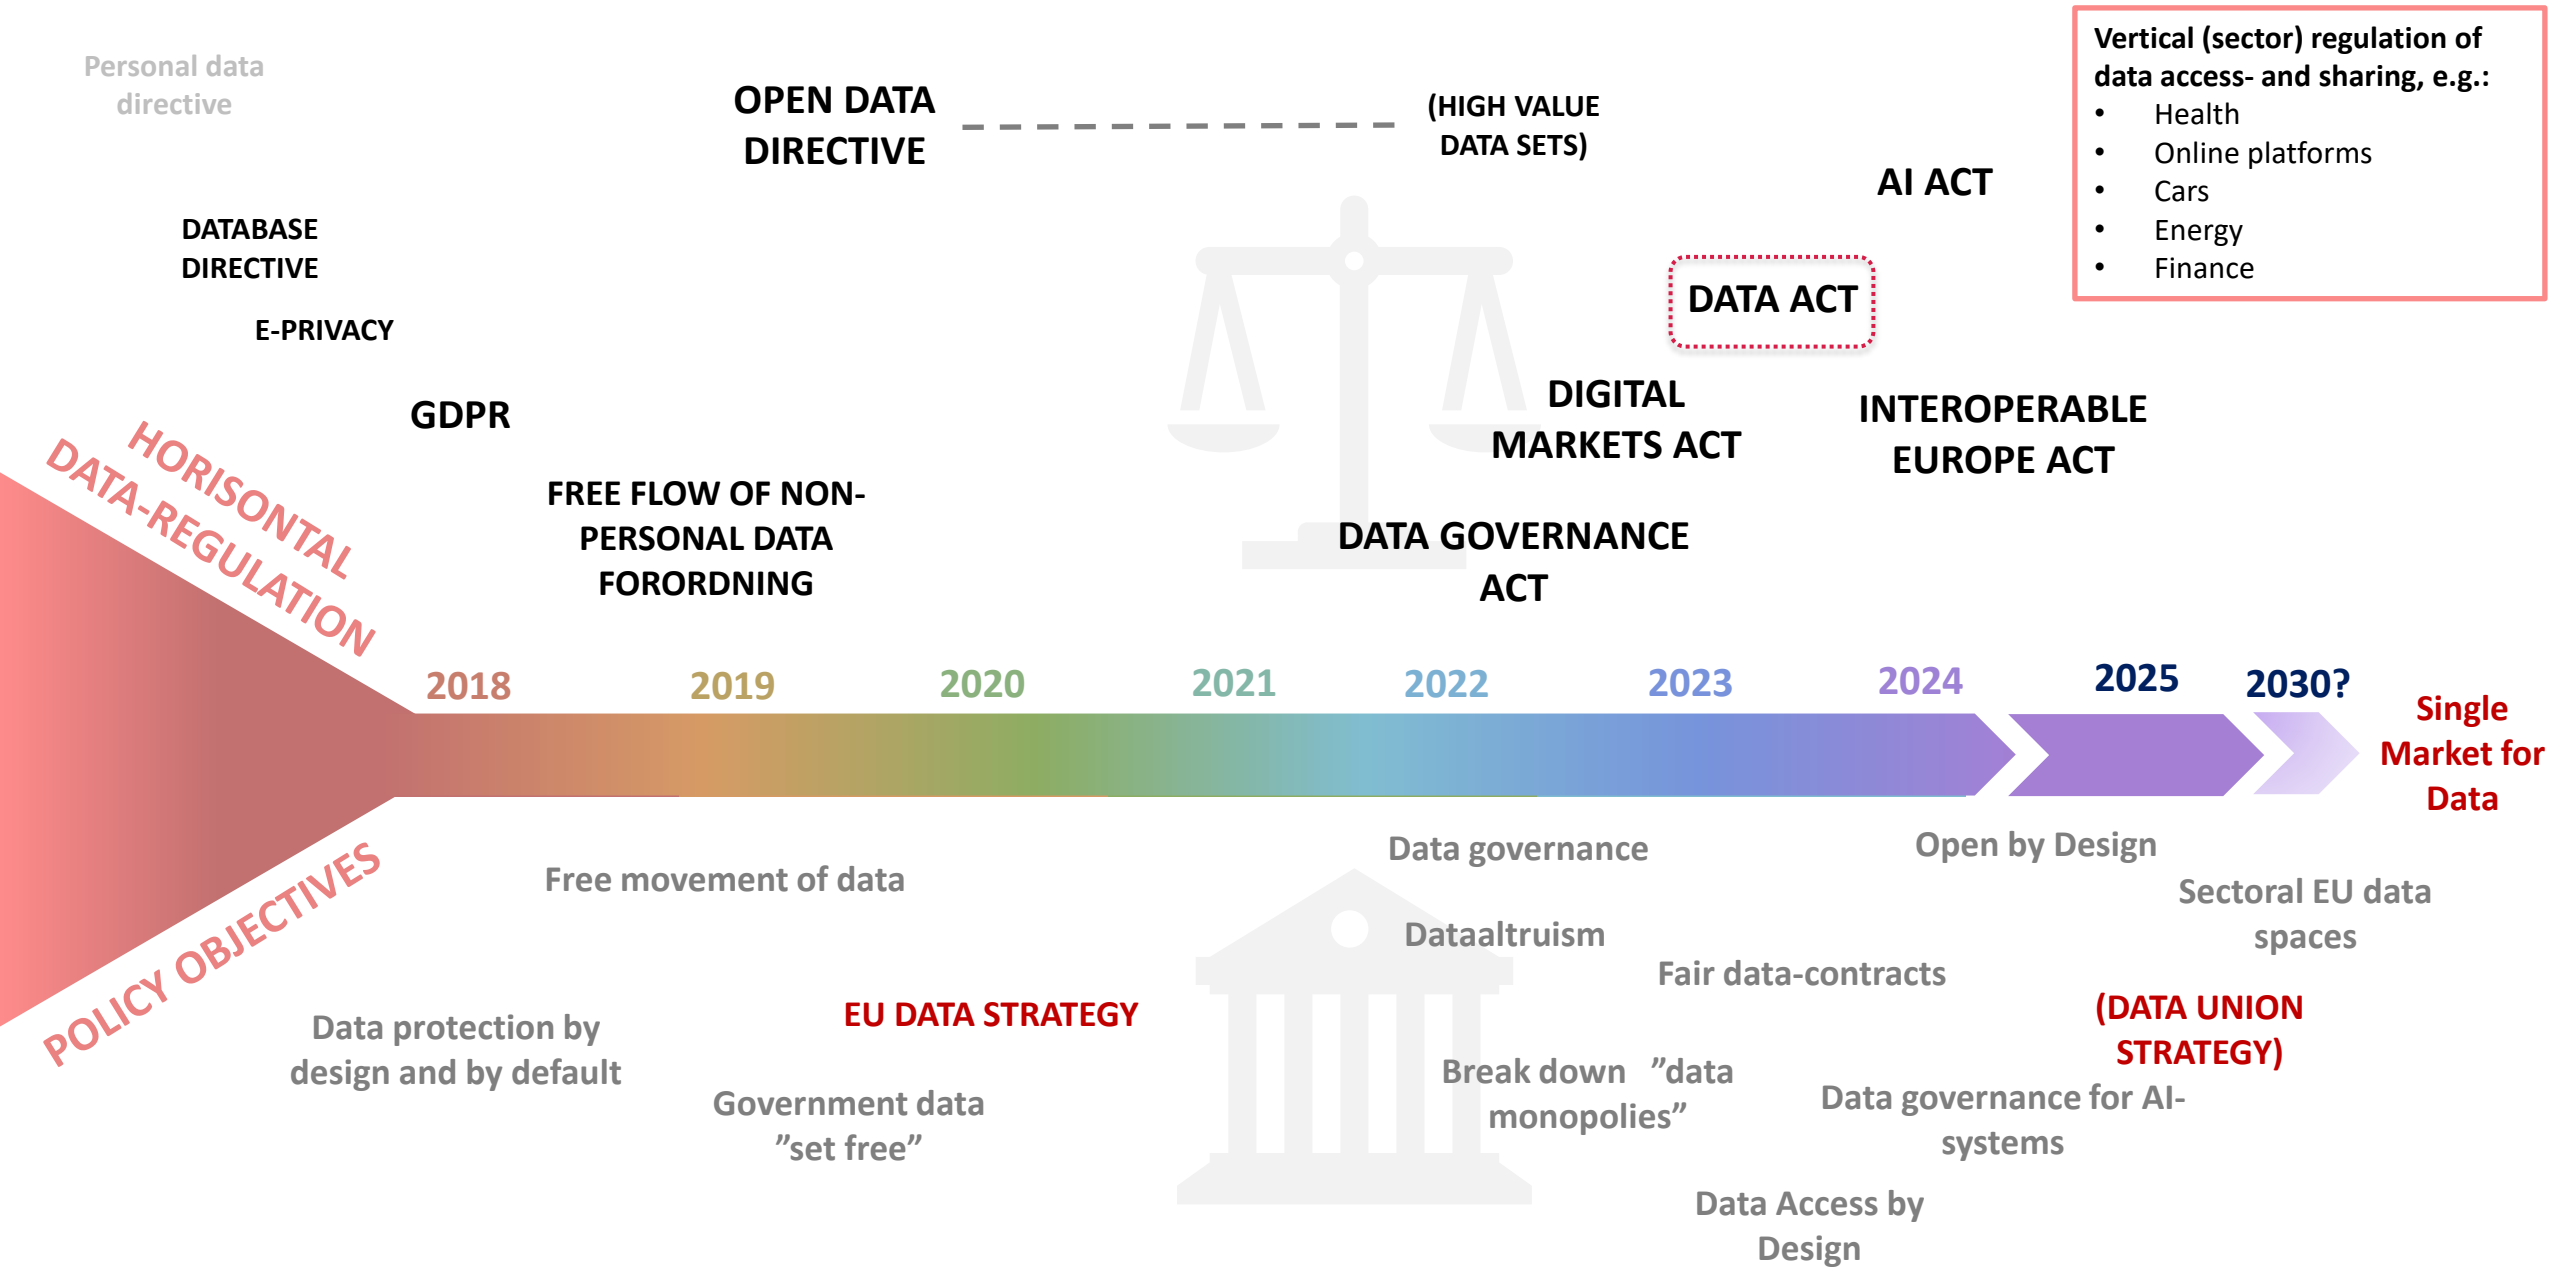 Personal data
directive
OPEN DATA
DIRECTIVE
(HIGH VALUE
DATA SETS)
AI ACT
Vertical (sector) regulation of
data access- and sharing, e.g.:
• Health
• Online platforms
• Cars
• Energy
• Finance
DATABASE
DIRECTIVE
E-PRIVACY
DATA ACT
GDPR
DIGITAL
MARKETS ACT
INTEROPERABLE
EUROPE ACT
HORISONTAL
DATA-REGULATION
FREE FLOW OF NON-
PERSONAL DATA
FORORDNING
DATA GOVERNANCE
ACT
2018
2019
2020
2021
2022
2023
2024
2025
2030?
Single
Market for
Data
POLICY OBJECTIVES
Free movement of data
Data governance
Open by Design
Sectoral EU data
spaces
Dataaltruism
Fair data-contracts
Data protection by
design and by default
EU DATA STRATEGY
(DATA UNION
STRATEGY)
Government data
”set free”
Break down ”data
monopolies”
Data governance for AI-
systems
Data Access by
Design